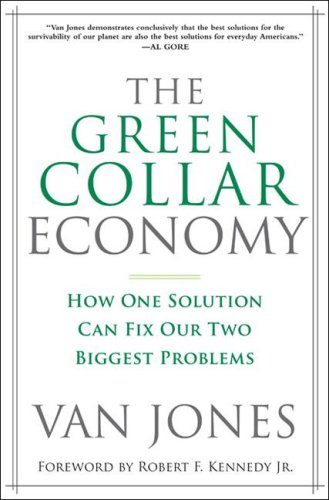 “Van Jones demonstrates conclusively that the best solutions for the
survivability of our planet are also the best solutions for everyday Americans.”
—AL GORE
THE
GREEN
COLLAR
ECONOMY
HOW ONE SOLUTION
CAN FIX OUR TWO
BIGGEST PROBLEMS
VAN JONES
FOREWORD BY ROBERT F. KENNEDY JR.